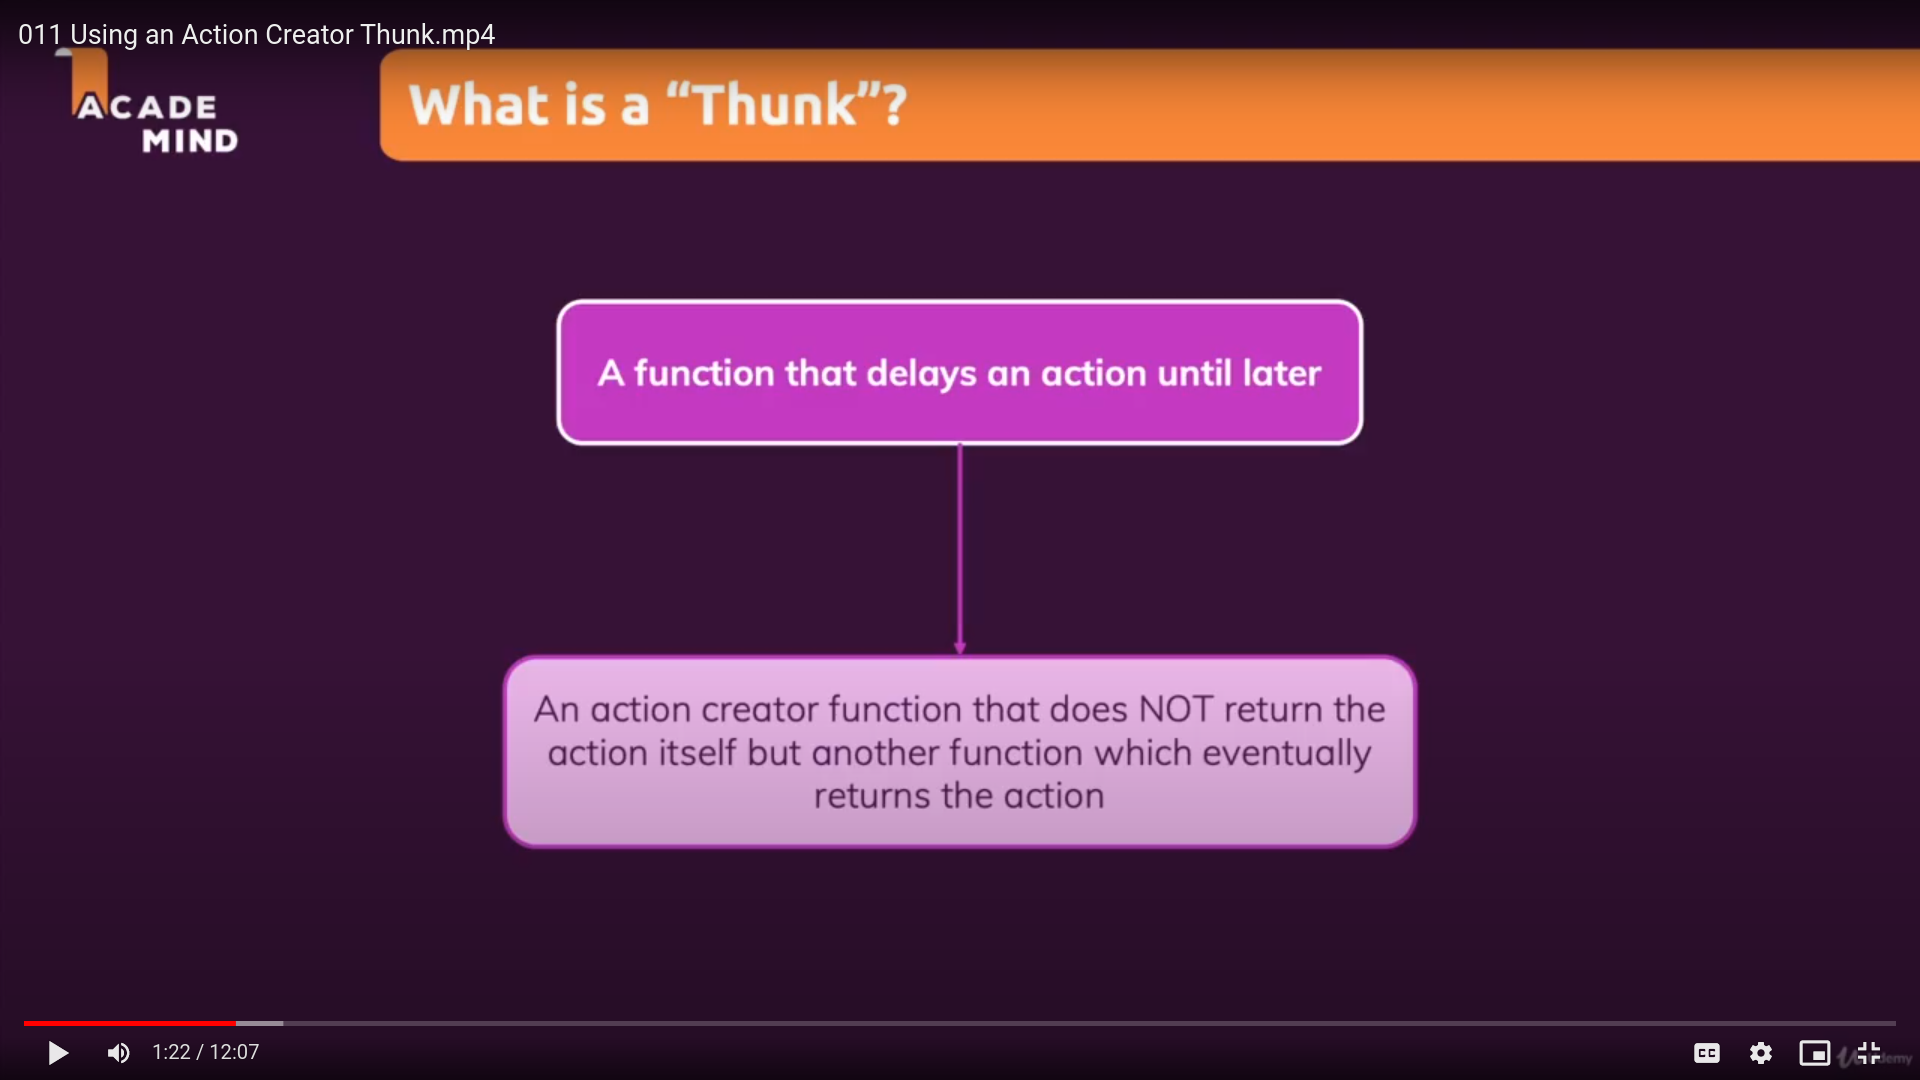 011 Using an Action Creator Thunk.mp4
ACADE
MIND
What is a “Thunk”?
A function that delays an action until later
An action creator function that does NOT return the
action itself but another function which eventually
returns the action
1:22 / 12:07
CC